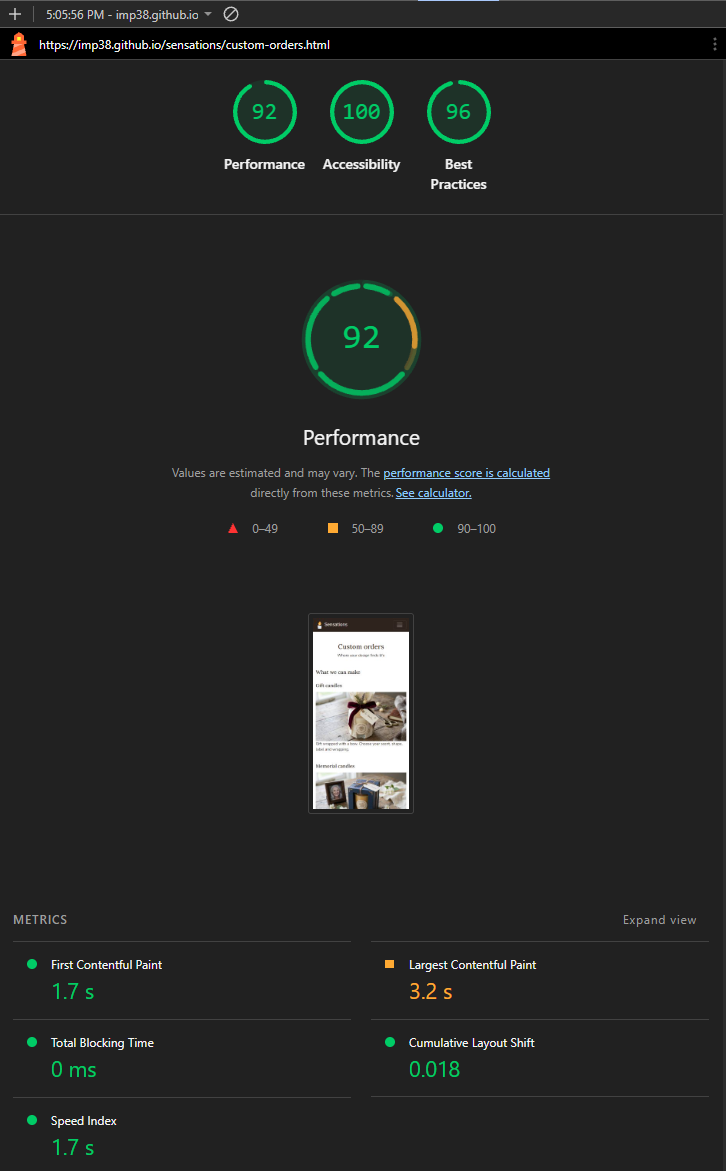 5:05:56 PM - imp38.github.io
https://imp38.github.io/sensations/custom-orders.html
92
100
96
Performance
Accessibility
Best
Practices
92
Performance
Values are estimated and may vary. The performance score is calculated
directly from these metrics. See calculator.
0–49
50–89
90–100
Sensations
Custom orders
What we can make
Gift candles
Memorial candles
METRICS
Expand view
First Contentful Paint
1.7 s
Largest Contentful Paint
3.2 s
Total Blocking Time
0 ms
Cumulative Layout Shift
0.018
Speed Index
1.7 s